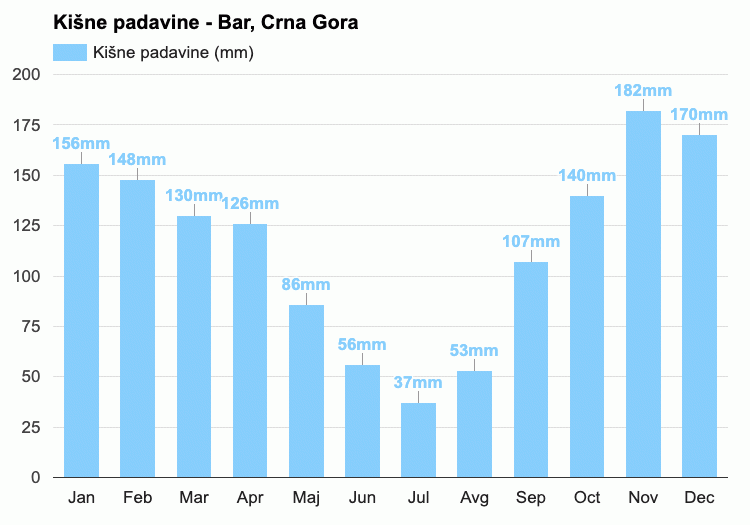 Kišne padavine - Bar, Crna Gora
Kišne padavine (mm)
200
175
150
125
100
75
50
25
0
156mm
148mm
130mm
126mm
86mm
56mm
37mm
53mm
107mm
140mm
182mm
170mm
Jan Feb Mar Apr Maj Jun Jul Avg Sep Oct Nov Dec